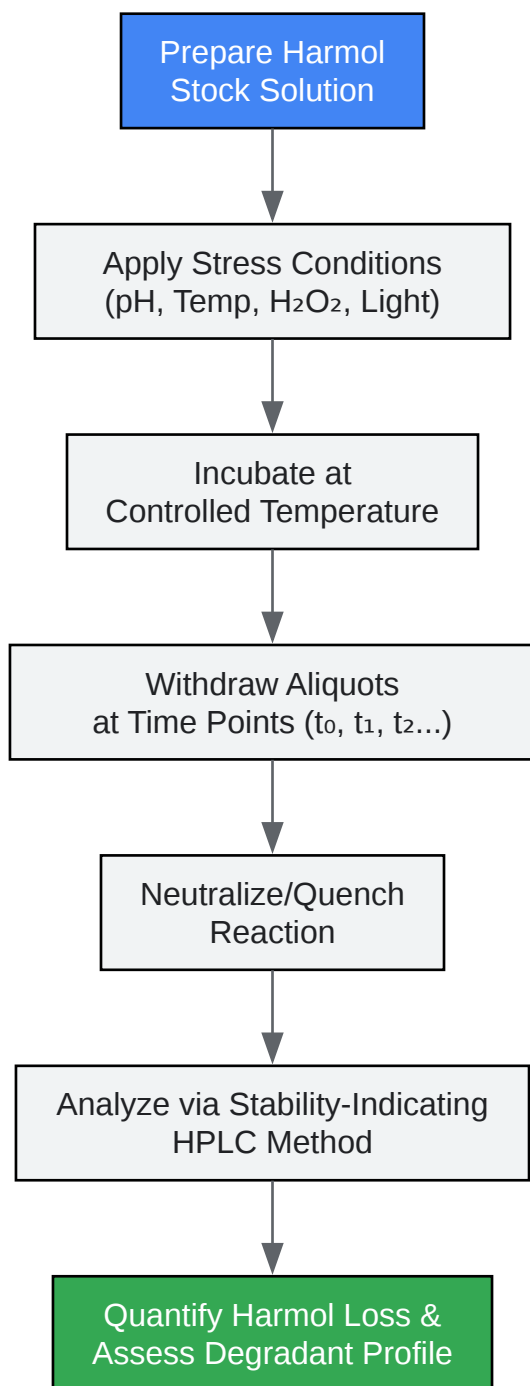 Prepare Harmol
Stock Solution
Apply Stress Conditions
(pH, Temp, H₂O₂, Light)
Incubate at
Controlled Temperature
Withdraw Aliquots
at Time Points (t₀, t₁, t₂...)
Neutralize/Quench
Reaction
Analyze via Stability-Indicating
HPLC Method
Quantify Harmol Loss &
Assess Degradant Profile